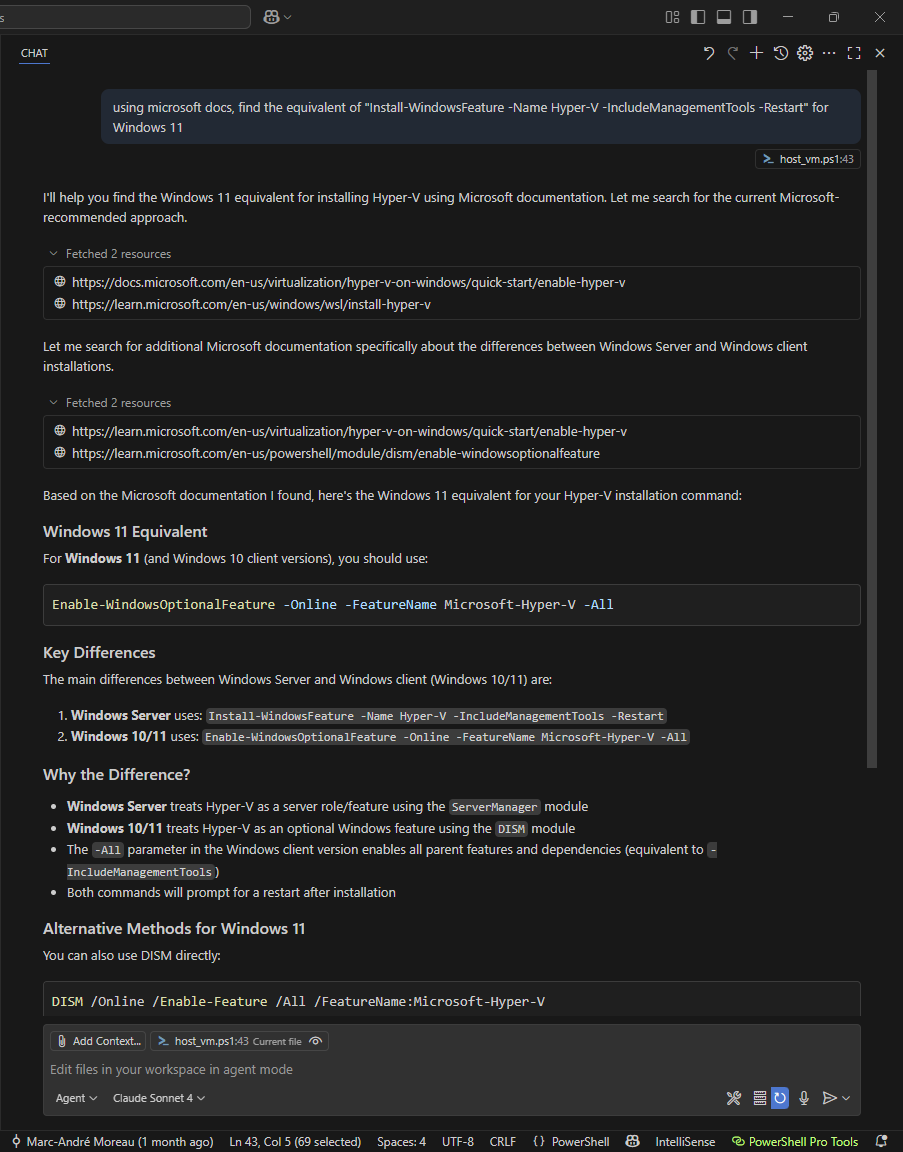 s
CHAT
using microsoft docs, find the equivalent of "Install-WindowsFeature -Name Hyper-V -IncludeManagementTools -Restart" for
Windows 11
host_vm.ps1:43
I'll help you find the Windows 11 equivalent for installing Hyper-V using Microsoft documentation. Let me search for the current Microsoft-
recommended approach.
Fetched 2 resources
https://docs.microsoft.com/en-us/virtualization/hyper-v-on-windows/quick-start/enable-hyper-v
https://learn.microsoft.com/en-us/windows/wsl/install-hyper-v
Let me search for additional Microsoft documentation specifically about the differences between Windows Server and Windows client
installations.
Fetched 2 resources
https://learn.microsoft.com/en-us/virtualization/hyper-v-on-windows/quick-start/enable-hyper-v
https://learn.microsoft.com/en-us/powershell/module/dism/enable-windowsoptionalfeature
Based on the Microsoft documentation I found, here's the Windows 11 equivalent for your Hyper-V installation command:
Windows 11 Equivalent
For Windows 11 (and Windows 10 client versions), you should use:
Enable-WindowsOptionalFeature -Online -FeatureName Microsoft-Hyper-V -All
Key Differences
The main differences between Windows Server and Windows client (Windows 10/11) are:
1. Windows Server uses: Install-WindowsFeature -Name Hyper-V -IncludeManagementTools -Restart
2. Windows 10/11 uses: Enable-WindowsOptionalFeature -Online -FeatureName Microsoft-Hyper-V -All
Why the Difference?
• Windows Server treats Hyper-V as a server role/feature using the ServerManager module
• Windows 10/11 treats Hyper-V as an optional Windows feature using the DISM module
• The -All parameter in the Windows client version enables all parent features and dependencies (equivalent to -
IncludeManagementTools)
• Both commands will prompt for a restart after installation
Alternative Methods for Windows 11
You can also use DISM directly:
DISM /Online /Enable-Feature /All /FeatureName:Microsoft-Hyper-V
Add Context... host_vm.ps1:43 Current file
Edit files in your workspace in agent mode
Agent Claude Sonnet 4
Marc-André Moreau (1 month ago) Ln 43, Col 5 (69 selected) Spaces: 4 UTF-8 CRLF {} PowerShell IntelliSense PowerShell Pro Tools